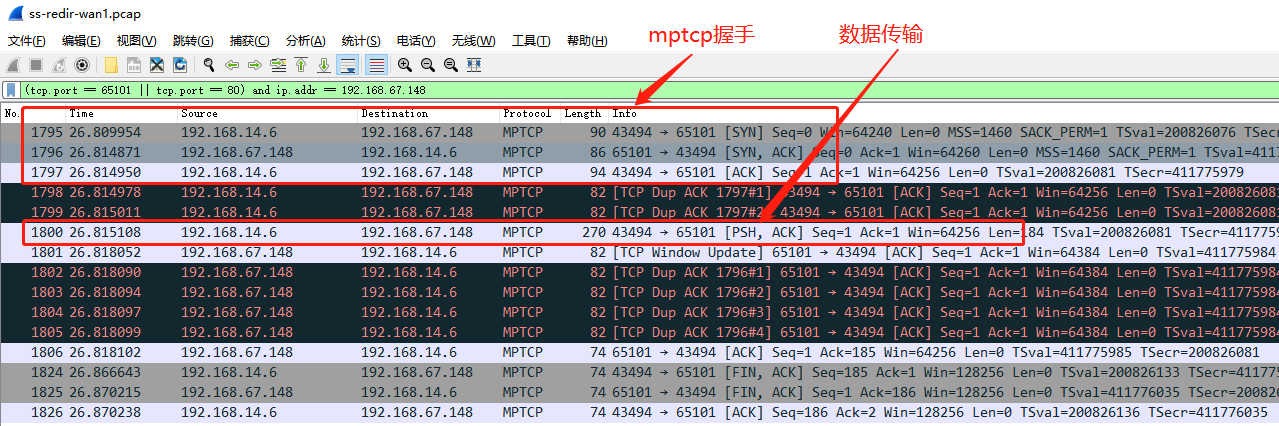 ss-redir-wan1.pcap
文件(F) 编辑(E) 视图(V) 跳转(G) 捕获(C) 分析(A) 统计(S) 电话(Y) 无线(W) 工具(T) 帮助(H)
mptcp握手 数据传输
(tcp.port == 65101 || tcp.port == 80) and ip.addr == 192.168.67.148
No. Time Source Destination Protocol Length Info
1795 26.809954 192.168.14.6 192.168.67.148 MPTCP 90 43494 → 65101 [SYN] Seq=0 Win=64240 Len=0 MSS=1460 SACK_PERM=1 TSval=200826076 TSec
1796 26.814871 192.168.67.148 192.168.14.6 MPTCP 86 65101 → 43494 [SYN, ACK] Seq=0 Ack=1 Win=64260 Len=0 MSS=1460 SACK_PERM=1 TSval=4117
1797 26.814950 192.168.14.6 192.168.67.148 MPTCP 94 43494 → 65101 [ACK] Seq=1 Ack=1 Win=64256 Len=0 TSval=200826081 TSecr=411775979
1798 26.814978 192.168.14.6 192.168.67.148 MPTCP 82 [TCP Dup ACK 1797#1] 43494 → 65101 [ACK] Seq=1 Ack=1 Win=64256 Len=0 TSval=20082608
1799 26.815011 192.168.14.6 192.168.67.148 MPTCP 82 [TCP Dup ACK 1797#2] 43494 → 65101 [ACK] Seq=1 Ack=1 Win=64256 Len=0 TSval=20082608
1800 26.815108 192.168.14.6 192.168.67.148 MPTCP 270 43494 → 65101 [PSH, ACK] Seq=1 Ack=1 Win=64256 Len=184 TSval=200826081 TSecr=4117759
1801 26.818052 192.168.67.148 192.168.14.6 MPTCP 82 [TCP Window Update] 65101 → 43494 [ACK] Seq=1 Ack=1 Win=64384 Len=0 TSval=411775984
1802 26.818090 192.168.67.148 192.168.14.6 MPTCP 82 [TCP Dup ACK 1796#1] 65101 → 43494 [ACK] Seq=1 Ack=1 Win=64384 Len=0 TSval=41177598
1803 26.818094 192.168.67.148 192.168.14.6 MPTCP 82 [TCP Dup ACK 1796#2] 65101 → 43494 [ACK] Seq=1 Ack=1 Win=64384 Len=0 TSval=41177598
1804 26.818097 192.168.67.148 192.168.14.6 MPTCP 82 [TCP Dup ACK 1796#3] 65101 → 43494 [ACK] Seq=1 Ack=1 Win=64384 Len=0 TSval=41177598
1805 26.818099 192.168.67.148 192.168.14.6 MPTCP 82 [TCP Dup ACK 1796#4] 65101 → 43494 [ACK] Seq=1 Ack=1 Win=64384 Len=0 TSval=41177598
1806 26.818102 192.168.67.148 192.168.14.6 MPTCP 74 65101 → 43494 [ACK] Seq=1 Ack=185 Win=64256 Len=0 TSval=411775985 TSecr=200826081
1824 26.866643 192.168.14.6 192.168.67.148 MPTCP 74 43494 → 65101 [FIN, ACK] Seq=185 Ack=1 Win=128256 Len=0 TSval=200826133 TSecr=411776
1825 26.870215 192.168.67.148 192.168.14.6 MPTCP 74 65101 → 43494 [FIN, ACK] Seq=1 Ack=186 Win=128256 Len=0 TSval=411776035 TSecr=200826
1826 26.870238 192.168.14.6 192.168.67.148 MPTCP 74 43494 → 65101 [ACK] Seq=186 Ack=2 Win=128256 Len=0 TSval=200826136 TSecr=411776035